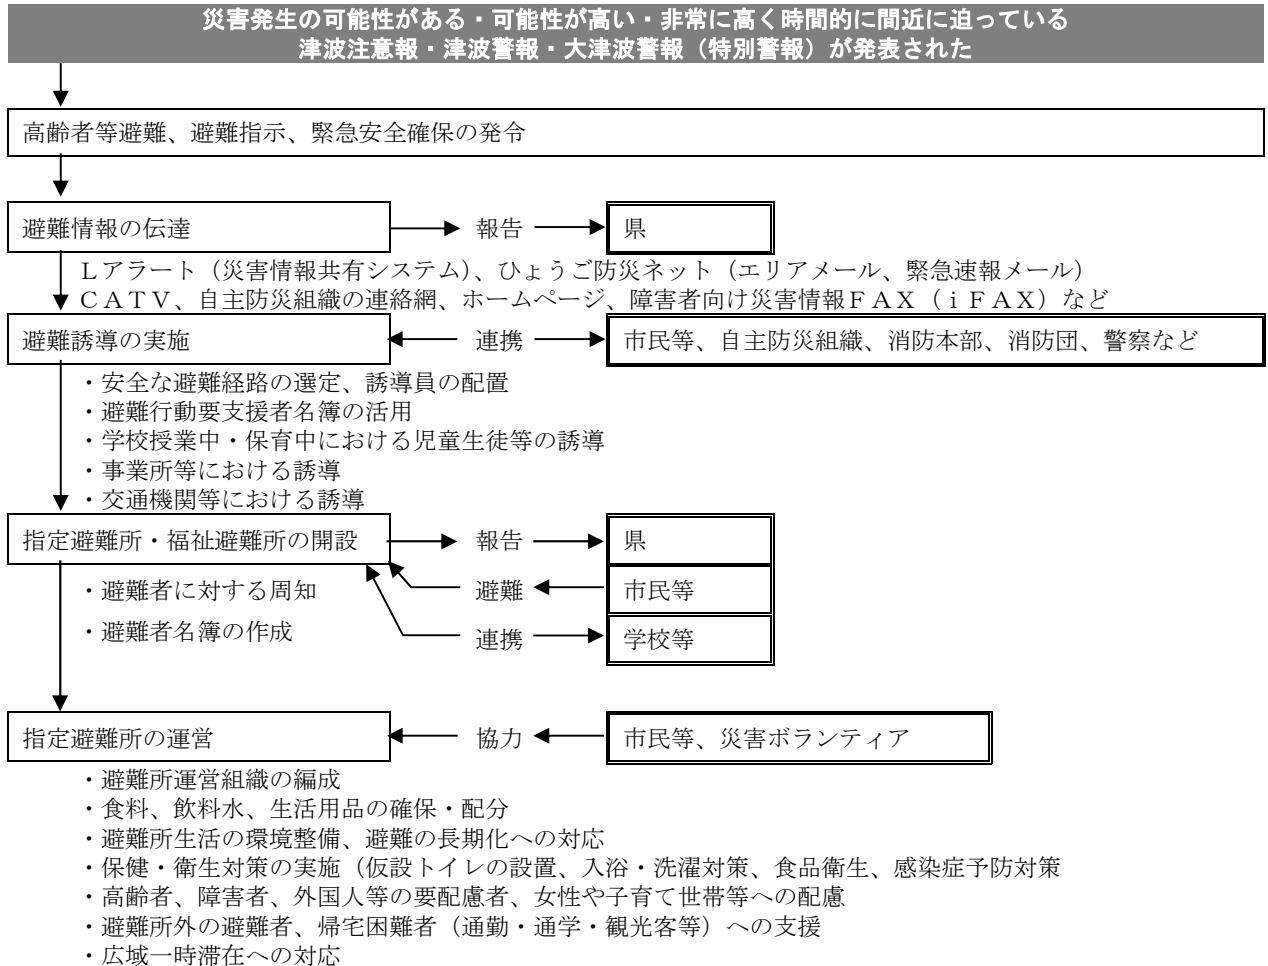 災害発生の可能性がある・可能性が高い・非常に高く時間的に間近に迫っている
津波注意報・津波警報・大津波警報（特別警報）が発表された
高齢者等避難、避難指示、緊急安全確保の発令
避難情報の伝達 報告 県
Ｌアラート（災害情報共有システム）、ひょうご防災ネット（エリアメール、緊急速報メール）
ＣＡＴＶ、自主防災組織の連絡網、ホームページ、障害者向け災害情報ＦＡＸ（ｉＦＡＸ）など
避難誘導の実施 連携 市民等、自主防災組織、消防本部、消防団、警察など
・安全な避難経路の選定、誘導員の配置
・避難行動要支援者名簿の活用
・学校授業中・保育中における児童生徒等の誘導
・事業所等における誘導
・交通機関等における誘導
指定避難所・福祉避難所の開設 報告 県
・避難者に対する周知 避難 市民等
・避難者名簿の作成 連携 学校等
指定避難所の運営 協力 市民等、災害ボランティア
・避難所運営組織の編成
・食料、飲料水、生活用品の確保・配分
・避難所生活の環境整備、避難の長期化への対応
・保健・衛生対策の実施（仮設トイレの設置、入浴・洗濯対策、食品衛生、感染症予防対策
・高齢者、障害者、外国人等の要配慮者、女性や子育て世帯等への配慮
・避難所外の避難者、帰宅困難者（通勤・通学・観光客等）への支援
・広域一時滞在への対応